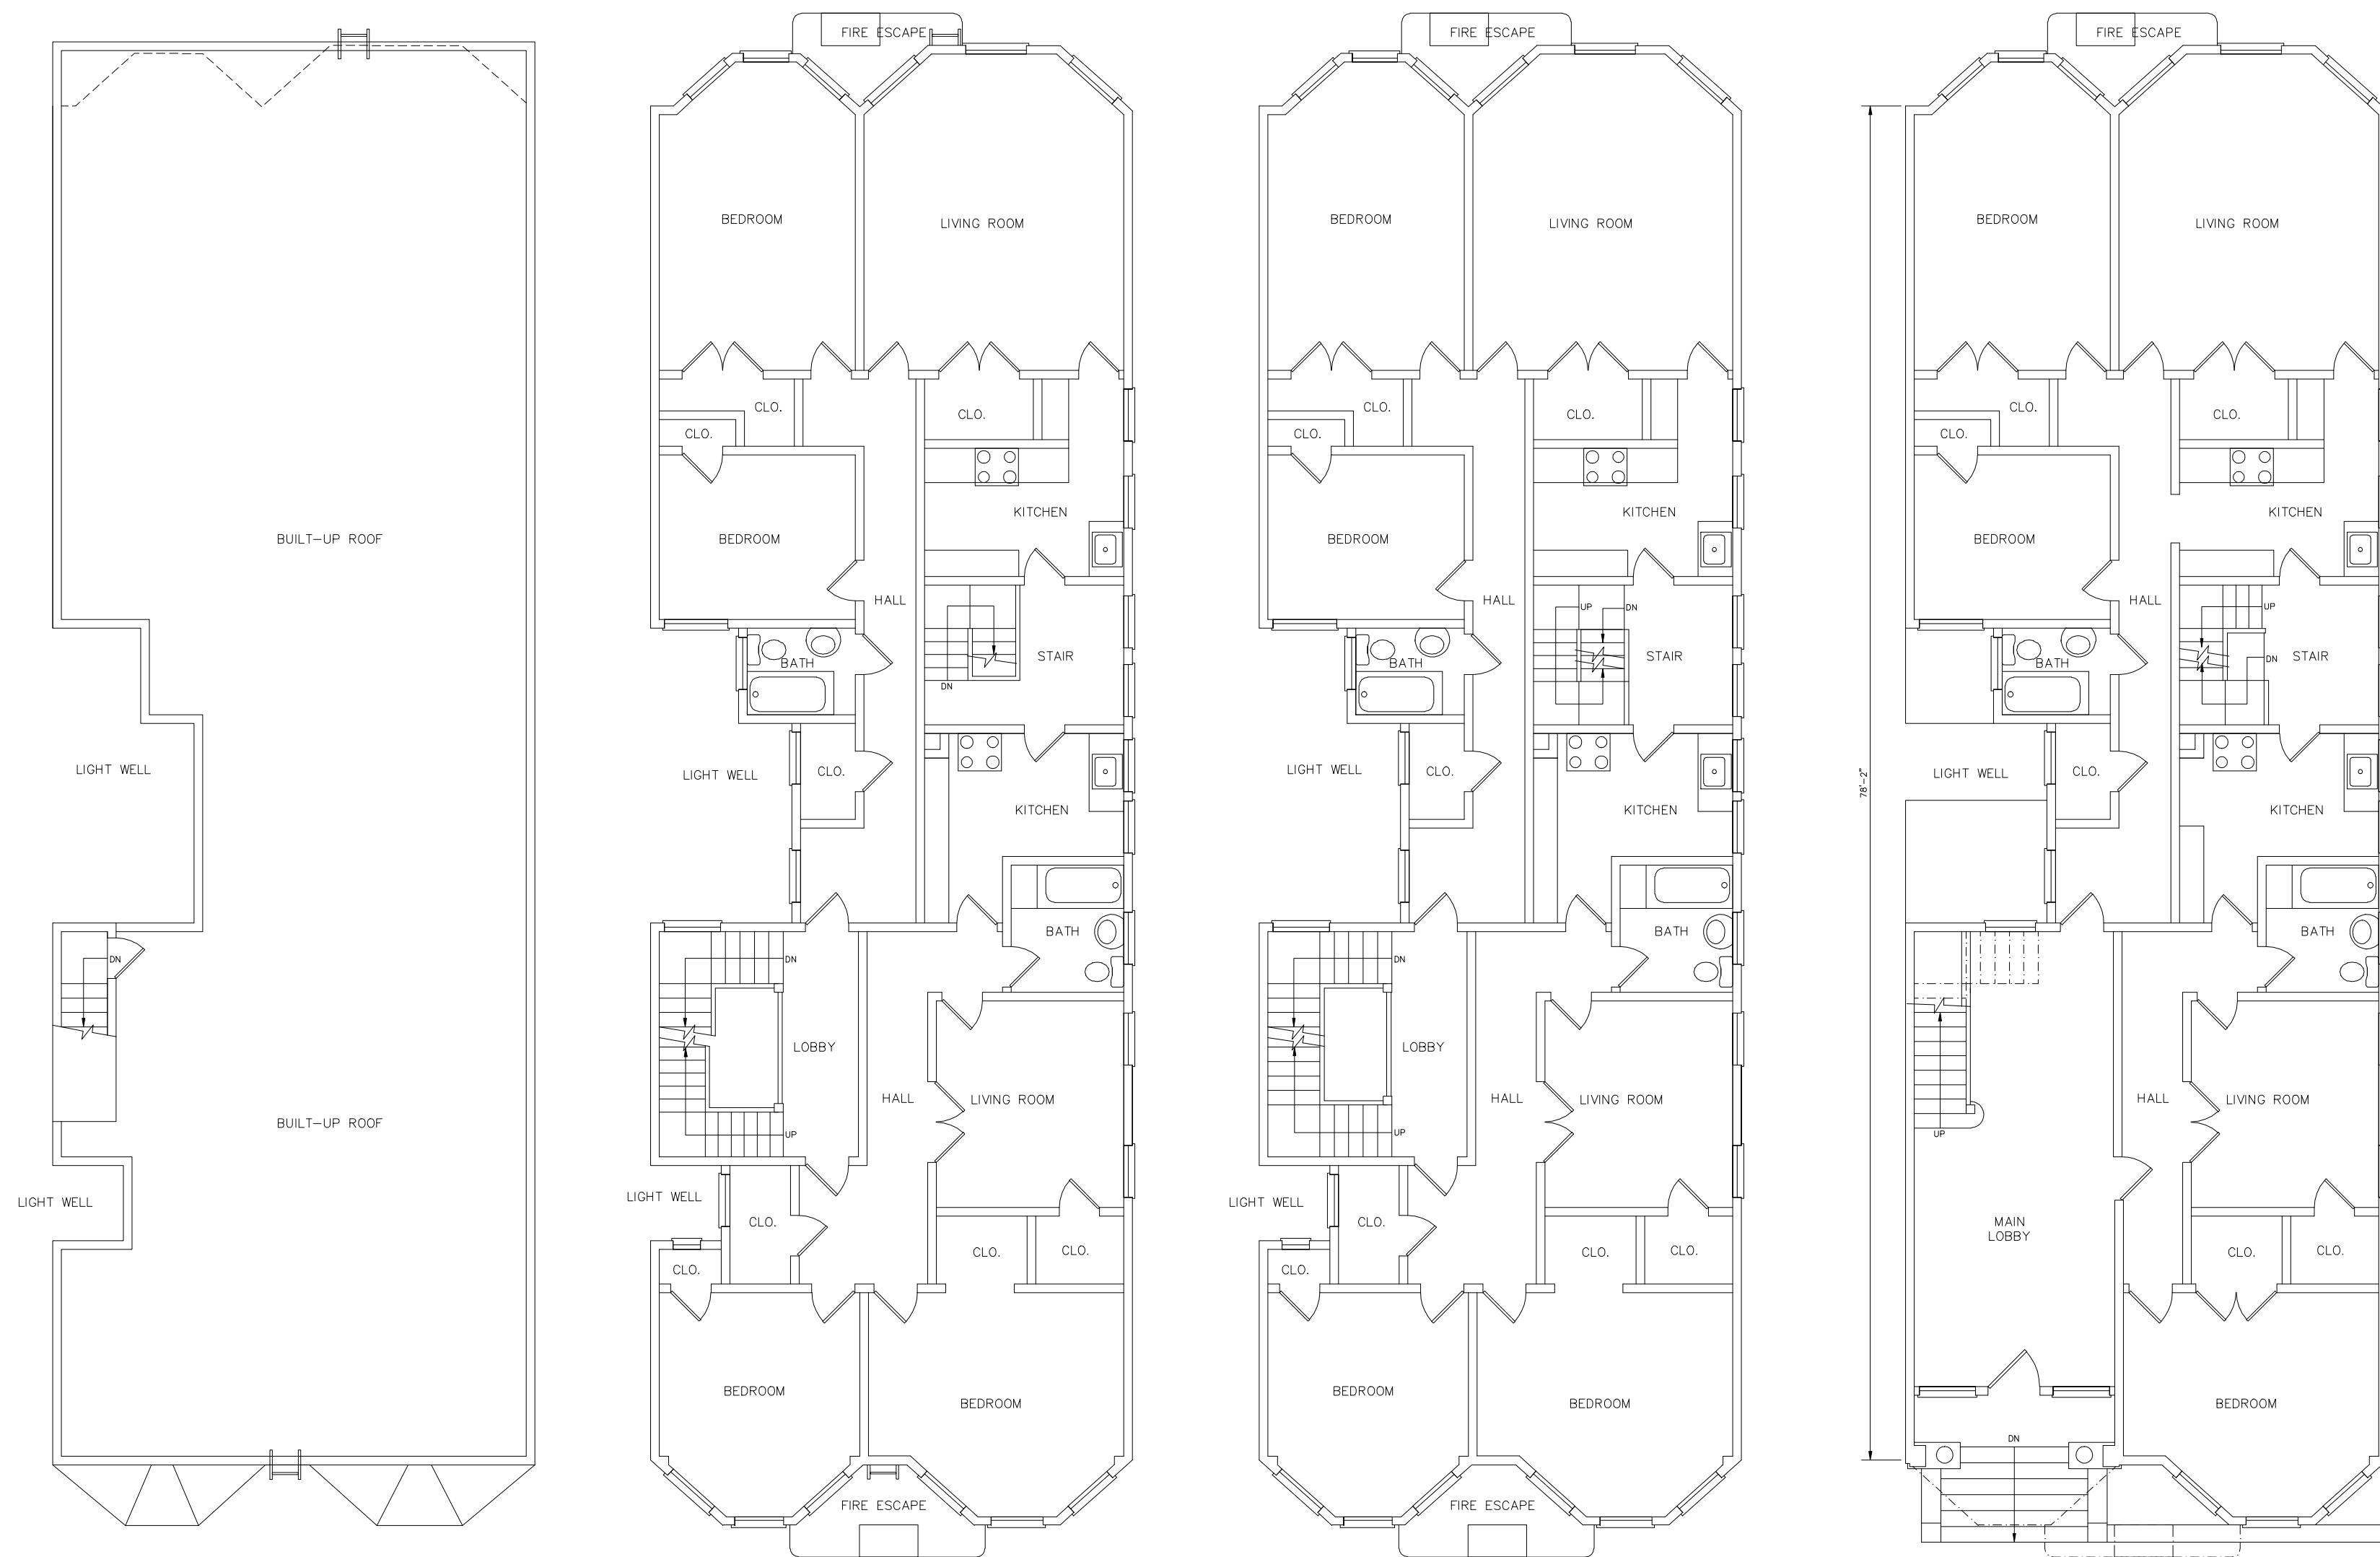 BUILT-UP ROOF
LIGHT WELL
DN
BUILT-UP ROOF
LIGHT WELL
FIRE ESCAPE
BEDROOM
LIVING ROOM
CLO.
CLO.
CLO.
KITCHEN
BEDROOM
HALL
BATH
STAIR
DN
LIGHT WELL
CLO.
KITCHEN
BATH
DN
LOBBY
HALL
LIVING ROOM
UP
LIGHT WELL
CLO.
CLO.
CLO.
CLO.
BEDROOM
BEDROOM
FIRE ESCAPE
FIRE ESCAPE
BEDROOM
LIVING ROOM
CLO.
CLO.
CLO.
KITCHEN
BEDROOM
HALL
UP
DN
BATH
STAIR
LIGHT WELL
CLO.
KITCHEN
BATH
DN
LOBBY
HALL
LIVING ROOM
UP
LIGHT WELL
CLO.
CLO.
CLO.
CLO.
BEDROOM
BEDROOM
FIRE ESCAPE
78'-2"
FIRE ESCAPE
BEDROOM
LIVING ROOM
CLO.
CLO.
CLO.
KITCHEN
BEDROOM
HALL
UP
BATH
DN
STAIR
LIGHT WELL
CLO.
KITCHEN
BATH
HALL
LIVING ROOM
UP
MAIN
LOBBY
CLO.
CLO.
BEDROOM
DN